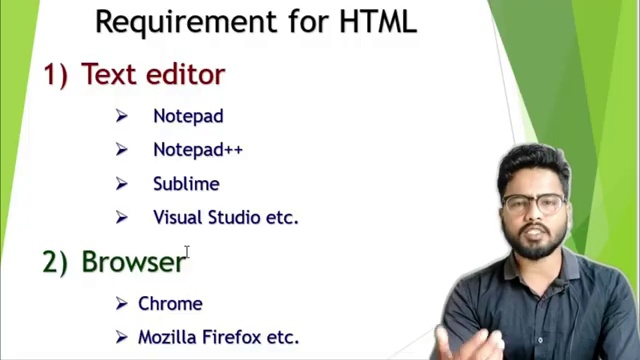 Requirement for HTML
1) Text editor
➢ Notepad
➢ Notepad++
➢ Sublime
➢ Visual Studio etc.
2) Browser
➢ Chrome
➢ Mozilla Firefox etc.